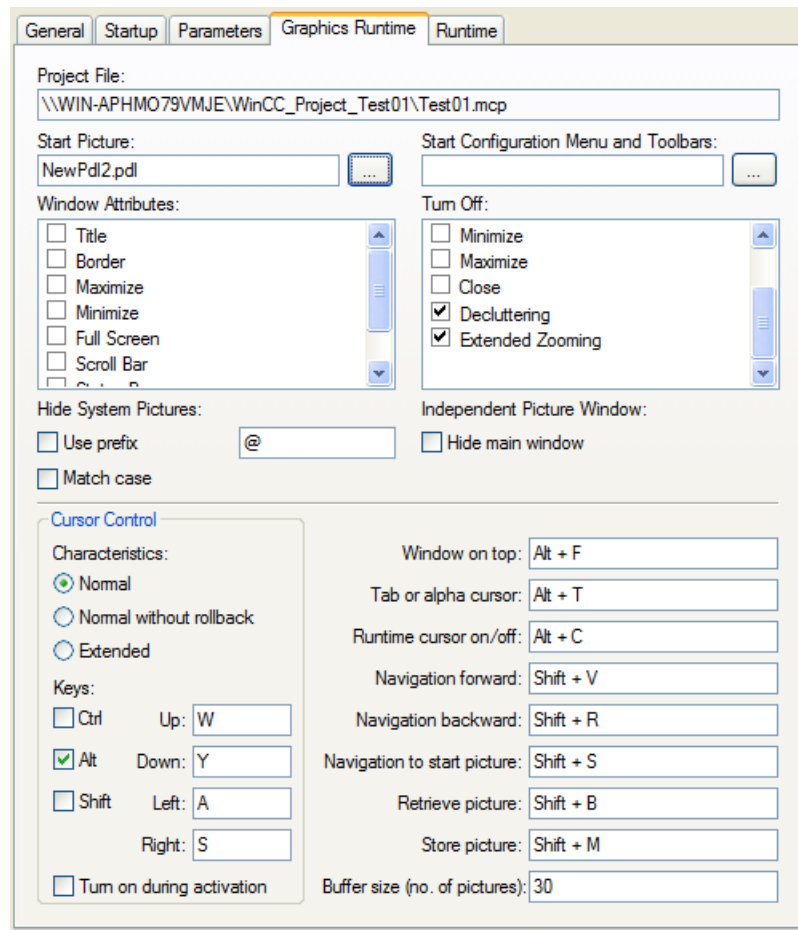 General Startup Parameters Graphics Runtime Runtime
Project File:
\\WIN-APHMO79VMJE\WinCC_Project_Test01\Test01.mcp
Start Picture: Start Configuration Menu and Toolbars:
NewPdl2.pdl ... ...
Window Attributes: Turn Off:
Title Minimize
Border Maximize
Maximize Close
Minimize Decluttering
Full Screen Extended Zooming
Scroll Bar
Hide System Pictures: Independent Picture Window:
Use prefix @ Hide main window
Match case
Cursor Control
Characteristics: Window on top: Alt + F
Normal Tab or alpha cursor: Alt + T
Normal without rollback Runtime cursor on/off: Alt + C
Extended Navigation forward: Shift + V
Keys:
Ctrl Up: W Navigation backward: Shift + R
Alt Down: Y Navigation to start picture: Shift + S
Shift Left: A Retrieve picture: Shift + B
Right: S Store picture: Shift + M
Turn on during activation Buffer size (no. of pictures): 30